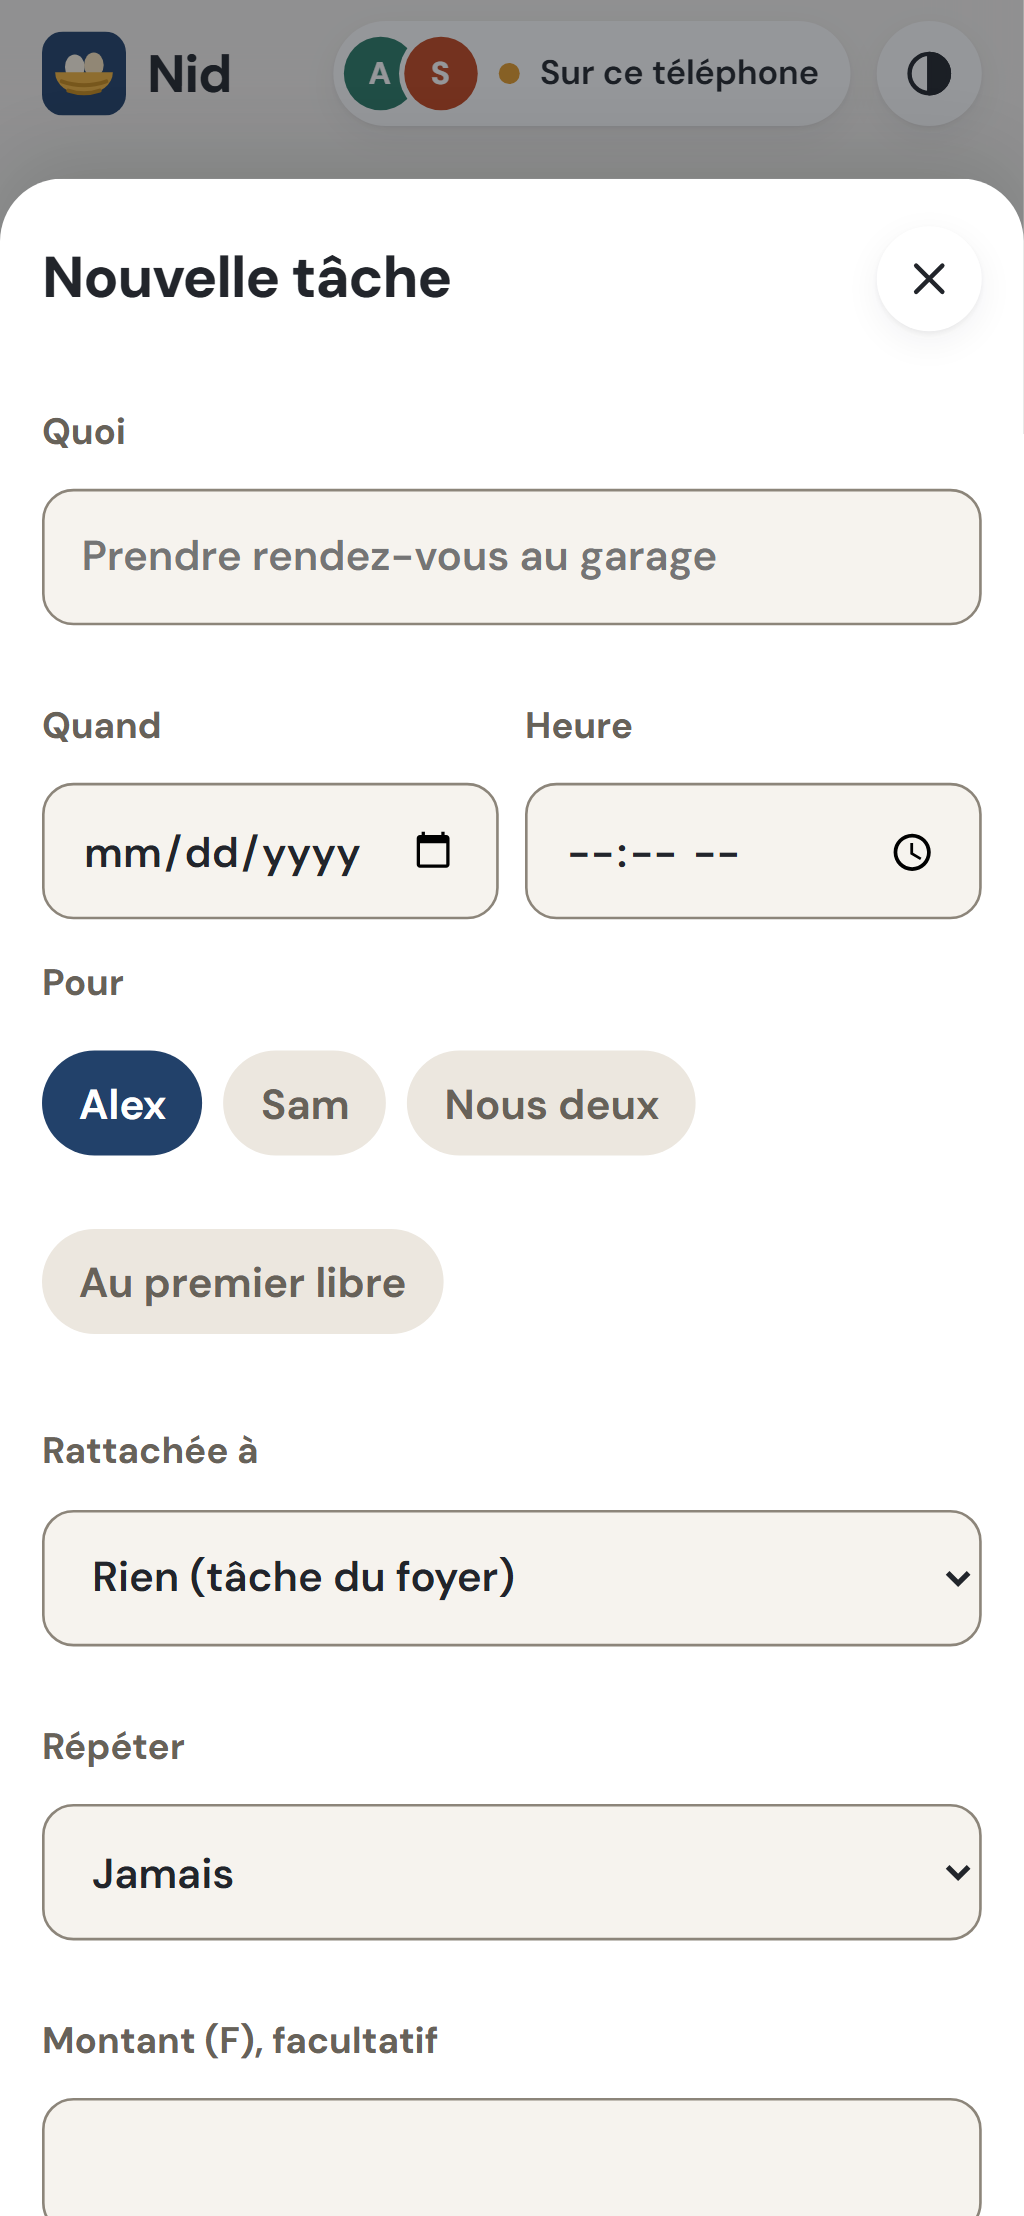 Nid
A
S
Sur ce téléphone
Nouvelle tâche
Quoi
Prendre rendez-vous au garage
Quand
Heure
mm/dd/yyyy
--:-- --
Pour
Alex
Sam
Nous deux
Au premier libre
Rattachée à
Rien (tâche du foyer)
Répéter
Jamais
Montant (F), facultatif